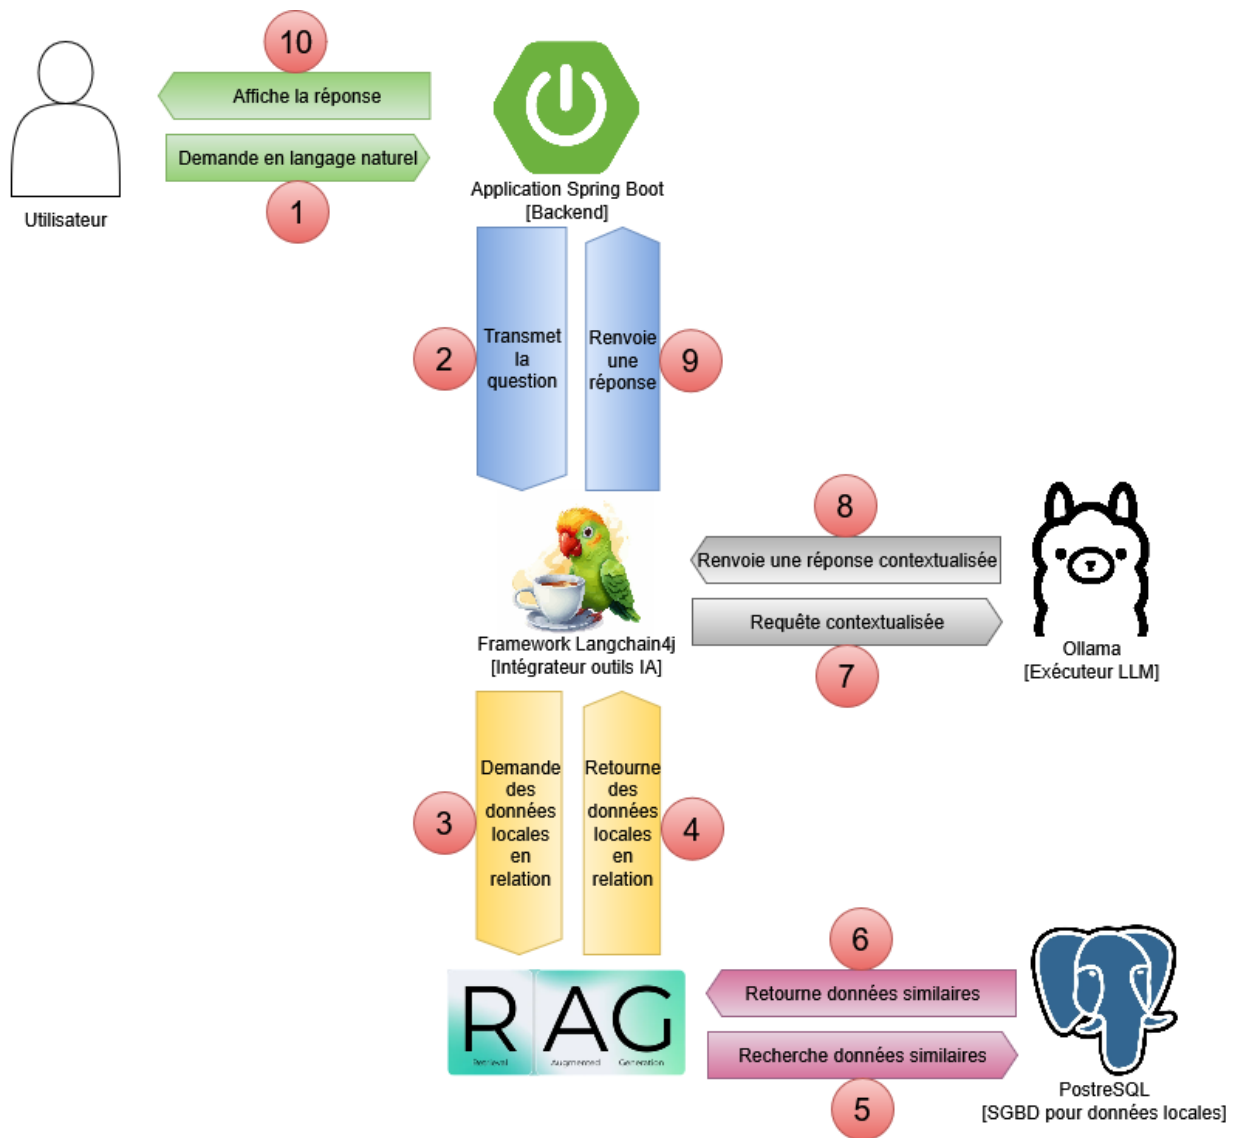 10
Affiche la réponse
Demande en langage naturel
1
Utilisateur
Application Spring Boot
[Backend]
2
Transmet
la
question
Renvoie
une
réponse
9
8
Renvoie une réponse contextualisée
Requête contextualisée
7
Ollama
[Exécuteur LLM]
Framework Langchain4j
[Intégrateur outils IA]
3
Demande
des
données
locales
en
relation
Retourne
des
données
locales
en
relation
4
6
Retourne données similaires
Recherche données similaires
5
RAG
Retrieval Augmented Generation
PostreSQL
[SGBD pour données locales]